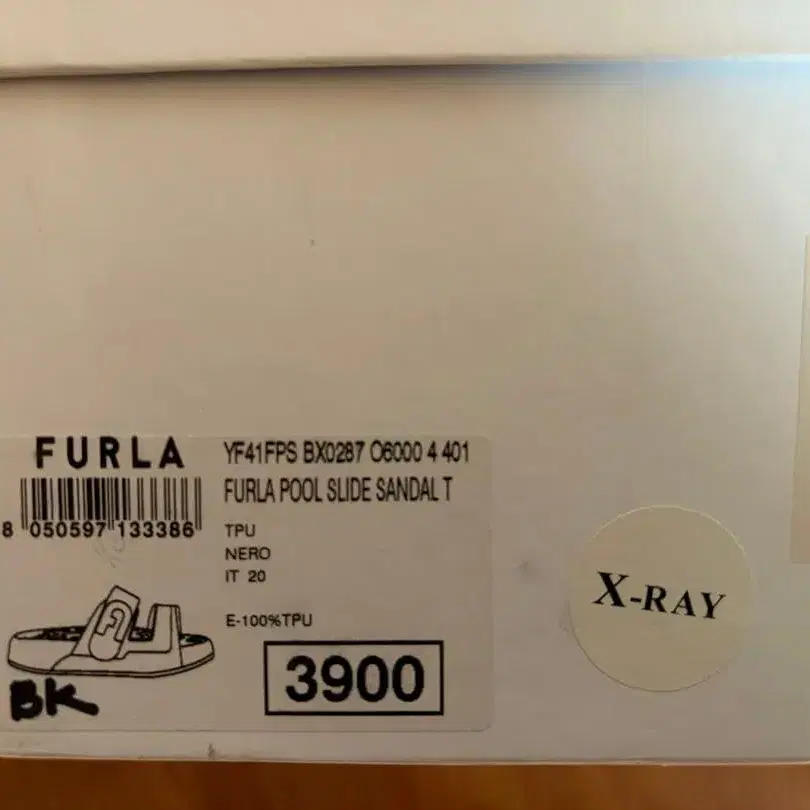 FURLA
YF41FPS BX0287 O6000 4 401
FURLA POOL SLIDE SANDAL T
8 050597 133386
TPU
NERO
IT 20
E-100%TPU
3900
BK
X-RAY